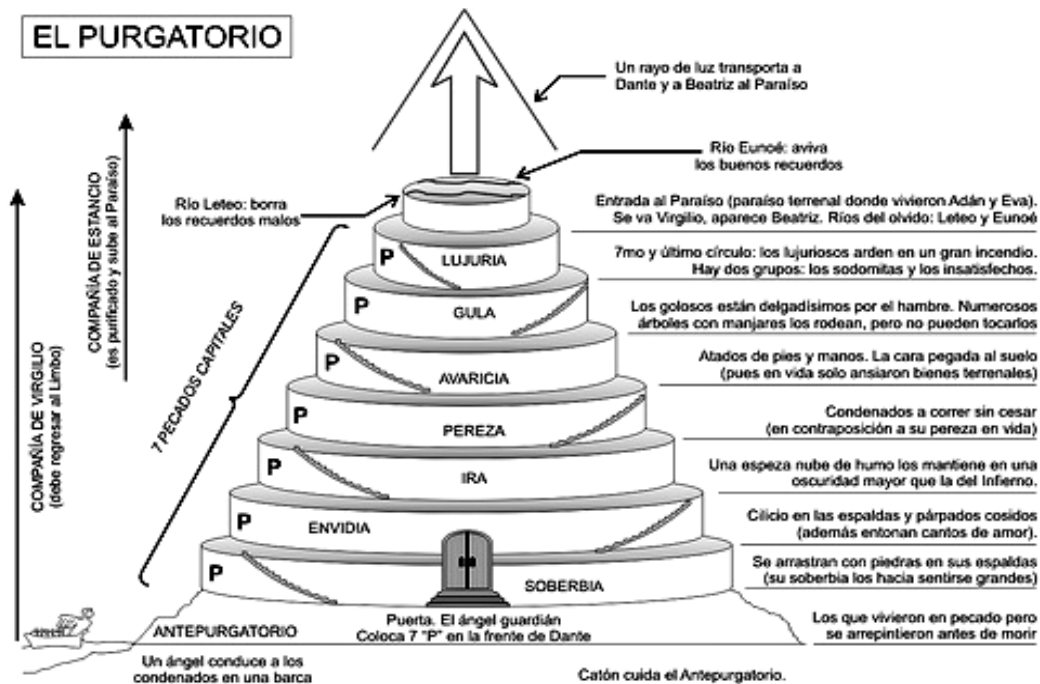 EL PURGATORIO
Un rayo de luz transporta a
Dante y a Beatriz al Paraíso
Río Eunoé: aviva
los buenos recuerdos
Río Leteo: borra
los recuerdos malos
Entrada al Paraíso (paraíso terrenal donde vivieron Adán y Eva).
Se va Virgilio, aparece Beatriz. Ríos del olvido: Leteo y Eunoé
P
LUJURIA
7mo y último círculo: los lujuriosos arden en un gran incendio.
Hay dos grupos: los sodomitas y los insatisfechos.
P
GULA
Los golosos están delgadísimos por el hambre. Numerosos
árboles con manjares los rodean, pero no pueden tocarlos
P
AVARICIA
Atados de pies y manos. La cara pegada al suelo
(pues en vida solo ansiaron bienes terrenales)
P
PEREZA
Condenados a correr sin cesar
(en contraposición a su pereza en vida)
P
IRA
Una espeza nube de humo los mantiene en una
oscuridad mayor que la del Infierno.
P
ENVIDIA
Cilicio en las espaldas y párpados cosidos
(además entonan cantos de amor).
P
SOBERBIA
Se arrastran con piedras en sus espaldas
(su soberbia los hacía sentirse grandes)
7 PECADOS CAPITALES
COMPAÑÍA DE ESTANCIO
(es purificado y sube al Paraíso)
COMPAÑÍA DE VIRGILIO
(debe regresar al Limbo)
ANTEPURGATORIO
Puerta. El ángel guardián
Coloca 7 "P" en la frente de Dante
Los que vivieron en pecado pero
se arrepintieron antes de morir
Un ángel conduce a los
condenados en una barca
Catón cuida el Antepurgatorio.